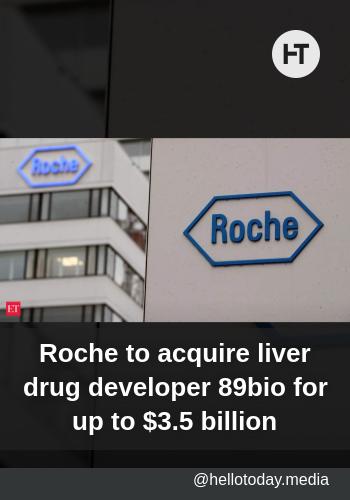 HT
Roche
Roche
ET
Roche to acquire liver
drug developer 89bio for
up to $3.5 billion
@hellotoday.media